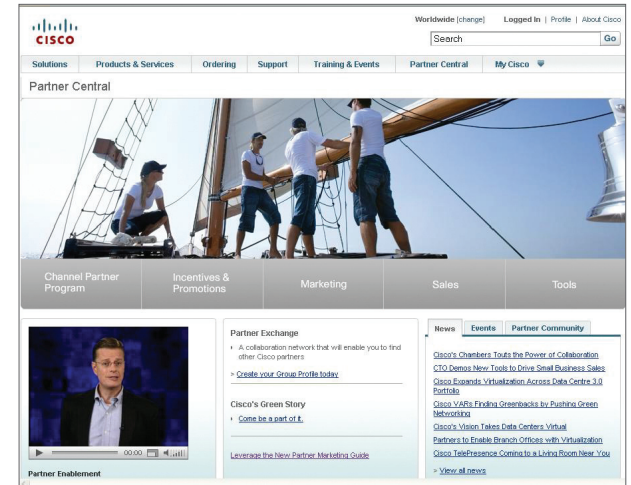 Worldwide [change] Logged In | Profile | About Cisco
CISCO
Search Go
Solutions Products & Services Ordering Support Training & Events Partner Central My Cisco
Partner Central
Channel Partner
Program
Incentives &
Promotions
Marketing
Sales
Tools
00:00
Partner Enablement
Partner Exchange
A collaboration network that will enable you to find
other Cisco partners
» Create your Group Profile today
Cisco's Green Story
Come be a part of it.
Leverage the New Partner Marketing Guide
News Events Partner Community
Cisco's Chambers Touts the Power of Collaboration
CTO Demos New Tools to Drive Small Business Sales
Cisco Expands Virtualization Across Data Centre 3.0
Portfolio
Cisco VARs Finding Greenbacks by Pushing Green
Networking
Cisco's Vision Takes Data Centers Virtual
Partners to Enable Branch Offices with Virtualization
Cisco TelePresence Coming to a Living Room Near You
» View all news